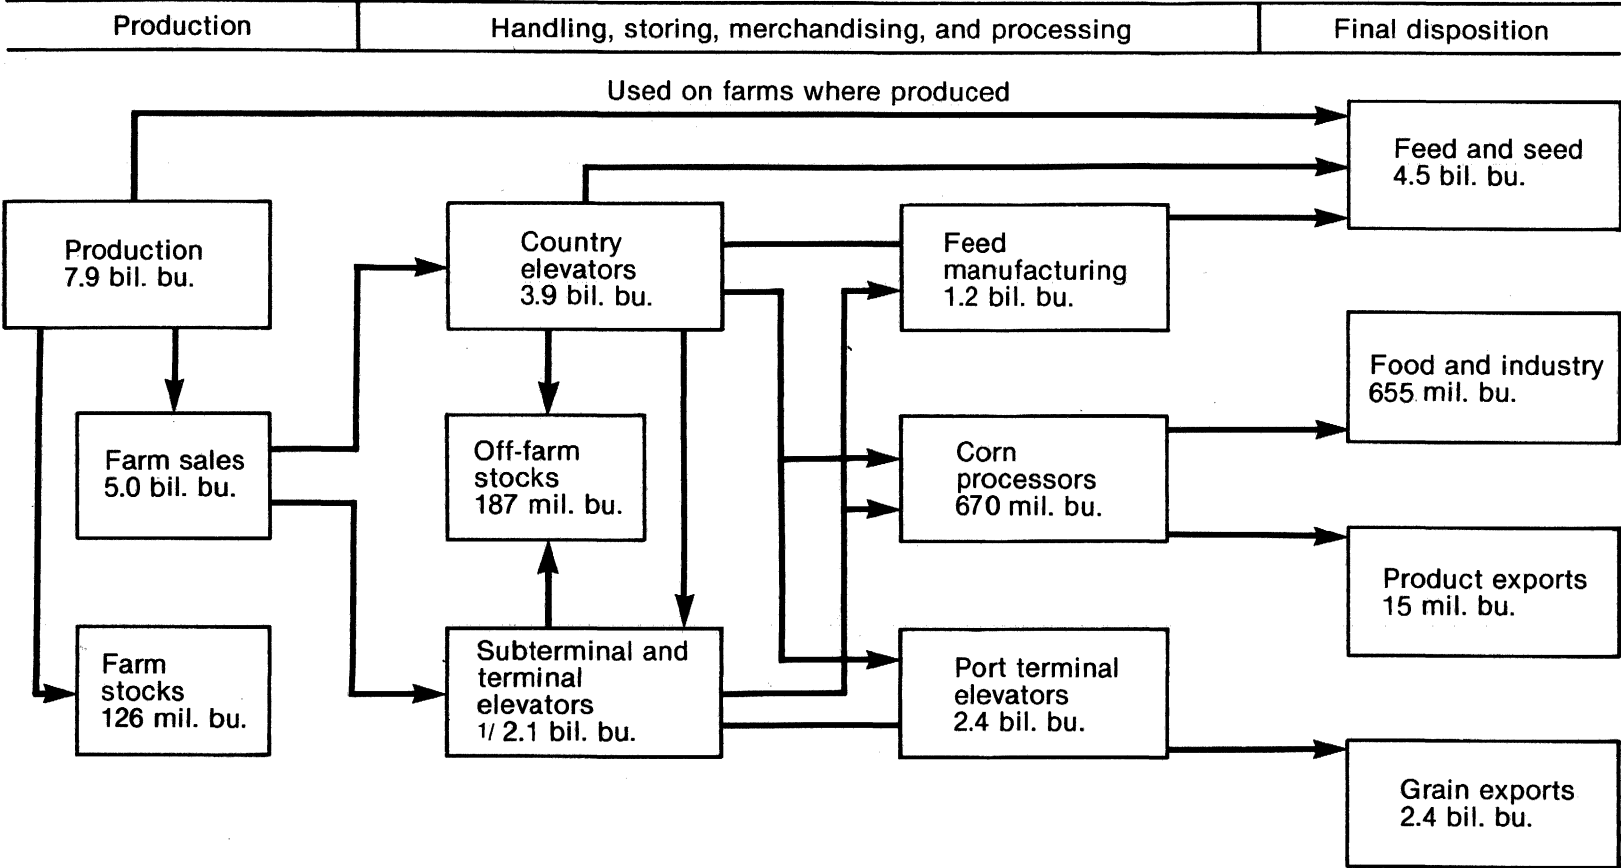 Production
Handling, storing, merchandising, and processing
Final disposition
Used on farms where produced
Feed and seed
4.5 bil. bu.
Production
7.9 bil. bu.
Country
elevators
3.9 bil. bu.
Feed
manufacturing
1.2 bil. bu.
Food and industry
655 mil. bu.
Farm sales
5.0 bil. bu.
Off-farm
stocks
187 mil. bu.
Corn
processors
670 mil. bu.
Product exports
15 mil. bu.
Farm
stocks
126 mil. bu.
Subterminal and
terminal
elevators
1/ 2.1 bil. bu.
Port terminal
elevators
2.4 bil. bu.
Grain exports
2.4 bil. bu.